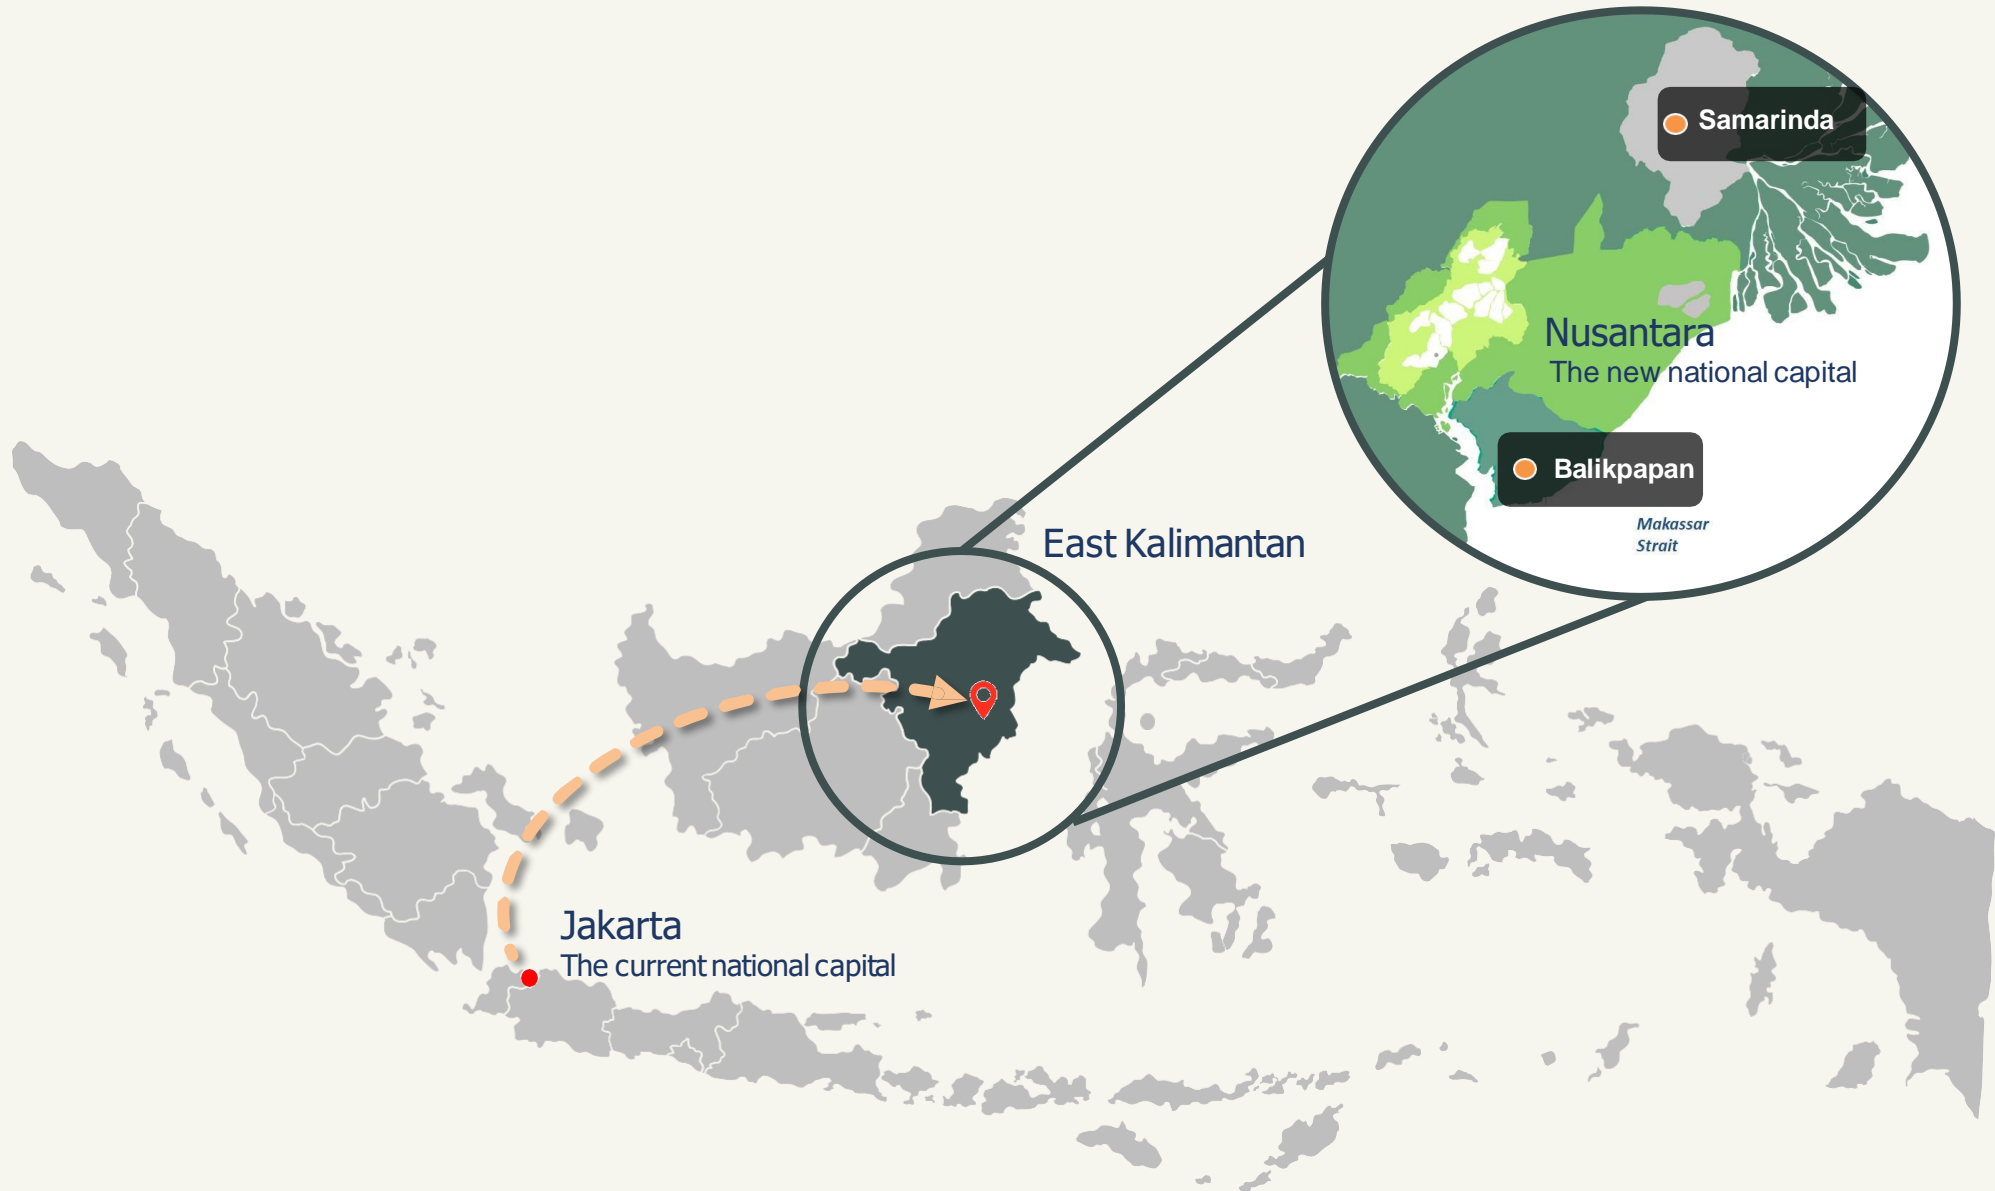 Samarinda
Nusantara
The new national capital
Balikpapan
Makassar
Strait
East Kalimantan
Jakarta
The current national capital